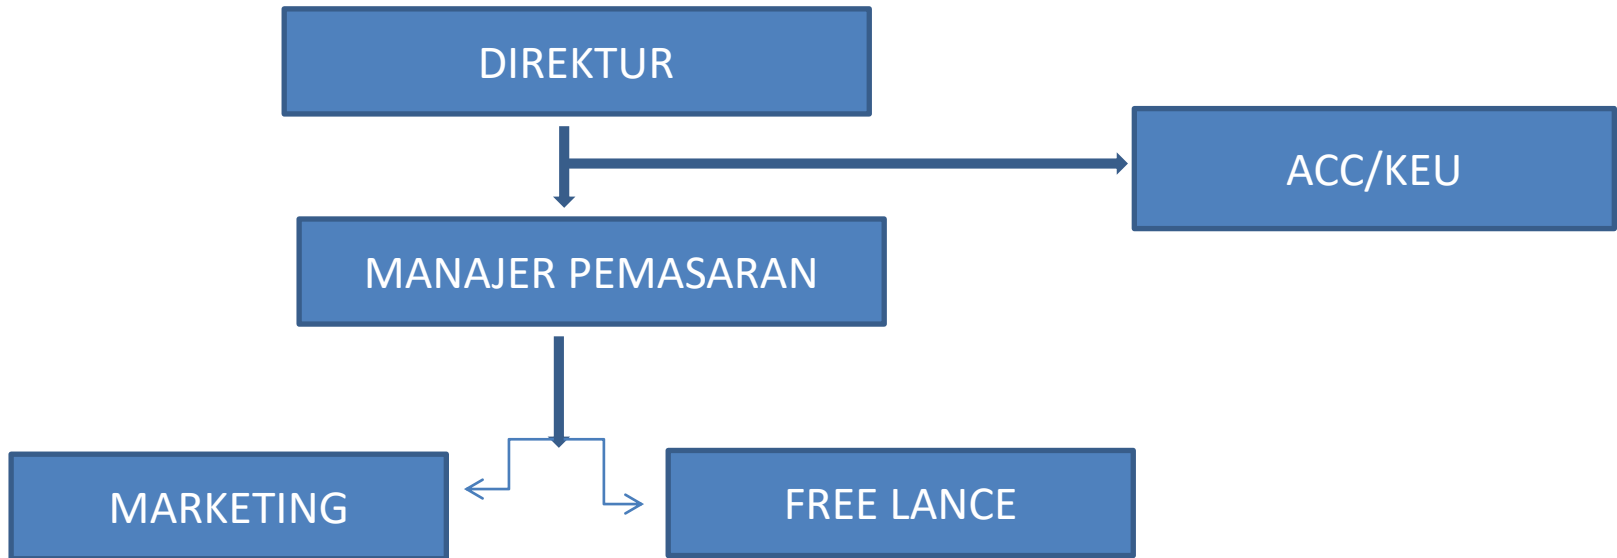 DIREKTUR
ACC/KEU
MANAJER PEMASARAN
MARKETING
FREE LANCE